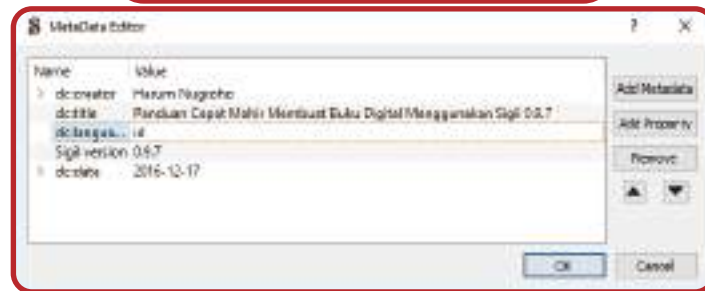 MetaData Editor
Name Value
dc:creator Harum Nugroho
dc:title Panduan Cepat Mahir Membuat Buku Digital Menggunakan Sigil 0.9.7
dc:langua... id
Sigil version 0.9.7
dc:date 2016-12-17
Add Metadata
Add Property
Remove
OK Cancel